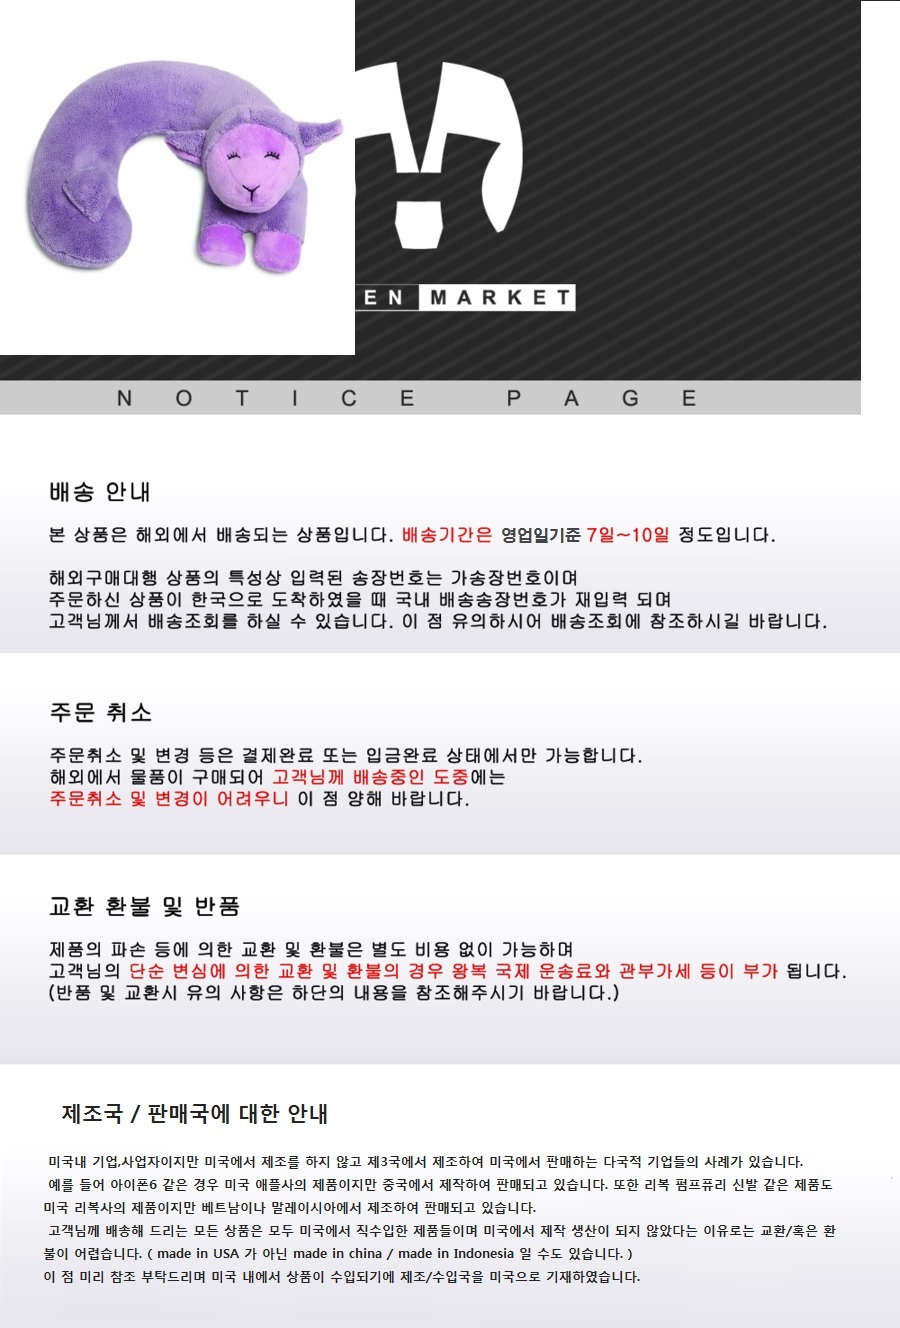 EN MARKET
NOTICE PAGE
배송 안내
본 상품은 해외에서 배송되는 상품입니다. 배송기간은 영업일기준 7일~10일 정도입니다.
해외구매대행 상품의 특성상 입력된 송장번호는 가송장번호이며
주문하신 상품이 한국으로 도착하였을 때 국내 배송송장번호가 재입력 되며
고객님께서 배송조회를 하실 수 있습니다. 이 점 유의하시어 배송조회에 참조하시길 바랍니다.
주문 취소
주문취소 및 변경 등은 결제완료 또는 입금완료 상태에서만 가능합니다.
해외에서 물품이 구매되어 고객님께 배송중인 도중에는
주문취소 및 변경이 어려우니 이 점 양해 바랍니다.
교환 환불 및 반품
제품의 파손 등에 의한 교환 및 환불은 별도 비용 없이 가능하며
고객님의 단순 변심에 의한 교환 및 환불의 경우 왕복 국제 운송료와 관부가세 등이 부가 됩니다.
(반품 및 교환시 유의 사항은 하단의 내용을 참조해주시기 바랍니다.)
제조국 / 판매국에 대한 안내
미국내 기업,사업자이지만 미국에서 제조를 하지 않고 제3국에서 제조하여 미국에서 판매하는 다국적 기업들의 사례가 있습니다.
예를 들어 아이폰6 같은 경우 미국 애플사의 제품이지만 중국에서 제작하여 판매되고 있습니다. 또한 리복 펌프퓨리 신발 같은 제품도
미국 리복사의 제품이지만 베트남이나 말레이시아에서 제조하여 판매되고 있습니다.
고객님께 배송해 드리는 모든 상품은 모두 미국에서 직수입한 제품들이며 미국에서 제작 생산이 되지 않았다는 이유로는 교환/혹은 환
불이 어렵습니다. ( made in USA 가 아닌 made in china / made in Indonesia 일 수도 있습니다. )
이 점 미리 참조 부탁드리며 미국 내에서 상품이 수입되기에 제조/수입국을 미국으로 기재하였습니다.